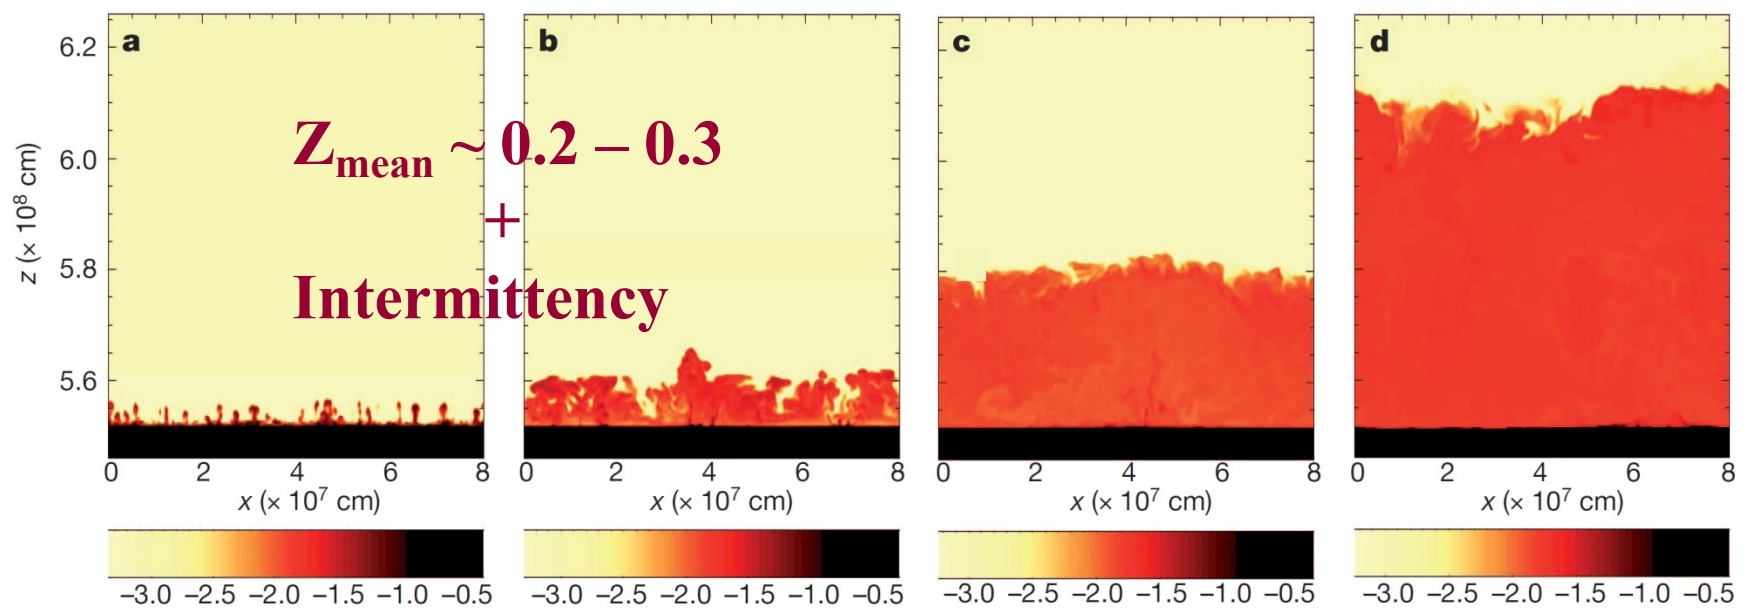 a b c d
6.2
6.0
5.8
5.6
z (× 10⁸ cm)
Zmean ~ 0.2 – 0.3
+
Intermittency
0 2 4 6 8 0 2 4 6 8 0 2 4 6 8 0 2 4 6 8
x (× 10⁷ cm) x (× 10⁷ cm) x (× 10⁷ cm) x (× 10⁷ cm)
–3.0 –2.5 –2.0 –1.5 –1.0 –0.5 –3.0 –2.5 –2.0 –1.5 –1.0 –0.5 –3.0 –2.5 –2.0 –1.5 –1.0 –0.5 –3.0 –2.5 –2.0 –1.5 –1.0 –0.5